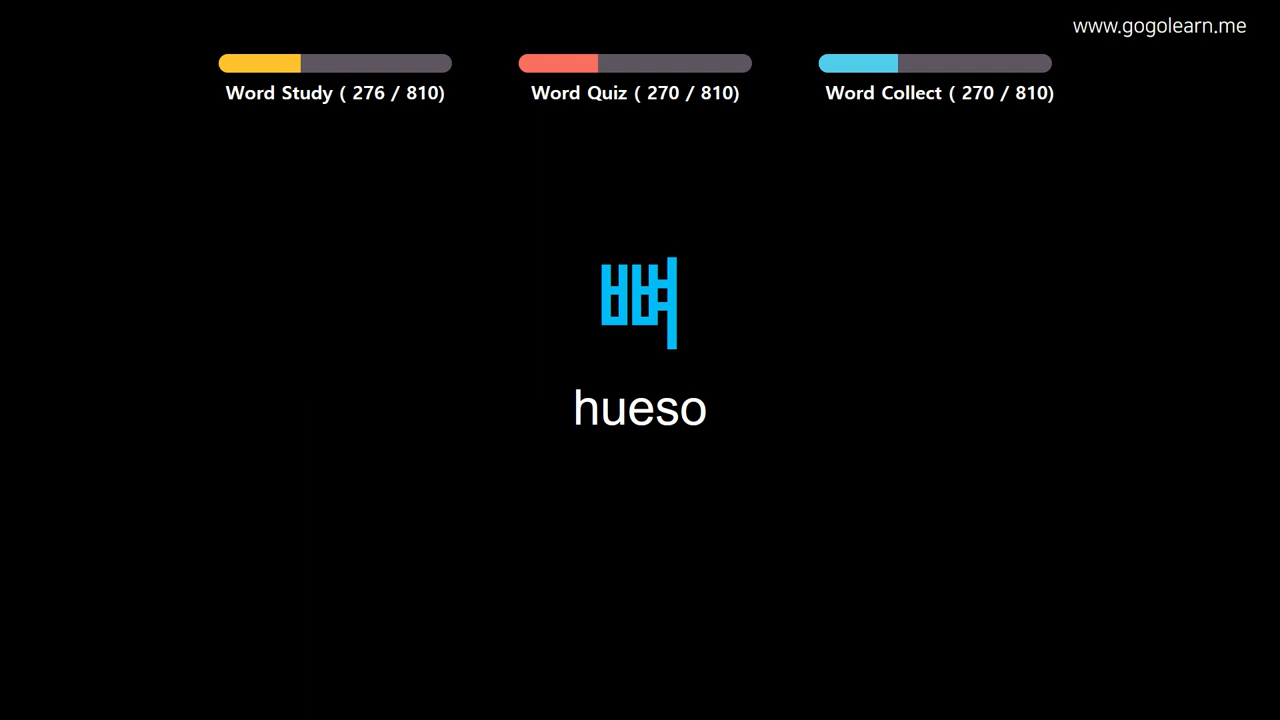 www.gogolearn.me
Word Study ( 276 / 810)
Word Quiz ( 270 / 810)
Word Collect ( 270 / 810)
뼈
hueso